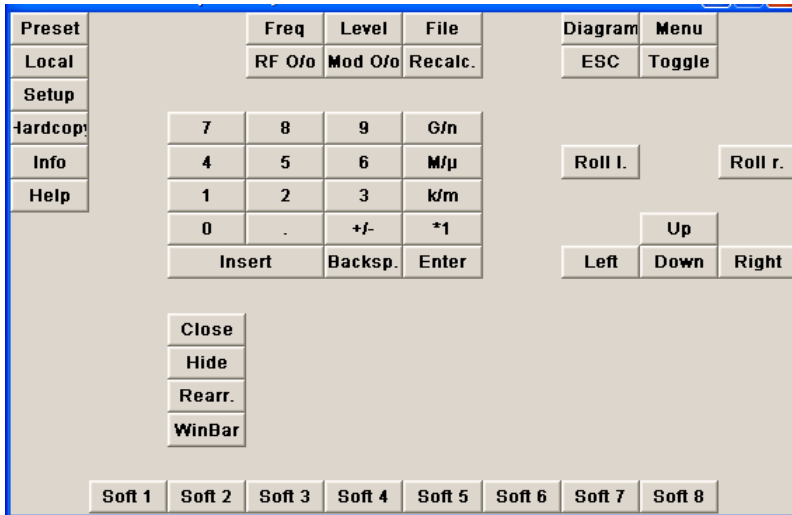 Preset Freq Level File Diagram Menu
Local RF O/o Mod O/o Recalc. ESC Toggle
Setup
Hardcopy 7 8 9 G/n
Info 4 5 6 M/µ Roll l. Roll r.
Help 1 2 3 k/m
0 . +/- *1 Up
Insert Backsp. Enter Left Down Right
Close
Hide
Rearr.
WinBar
Soft 1 Soft 2 Soft 3 Soft 4 Soft 5 Soft 6 Soft 7 Soft 8